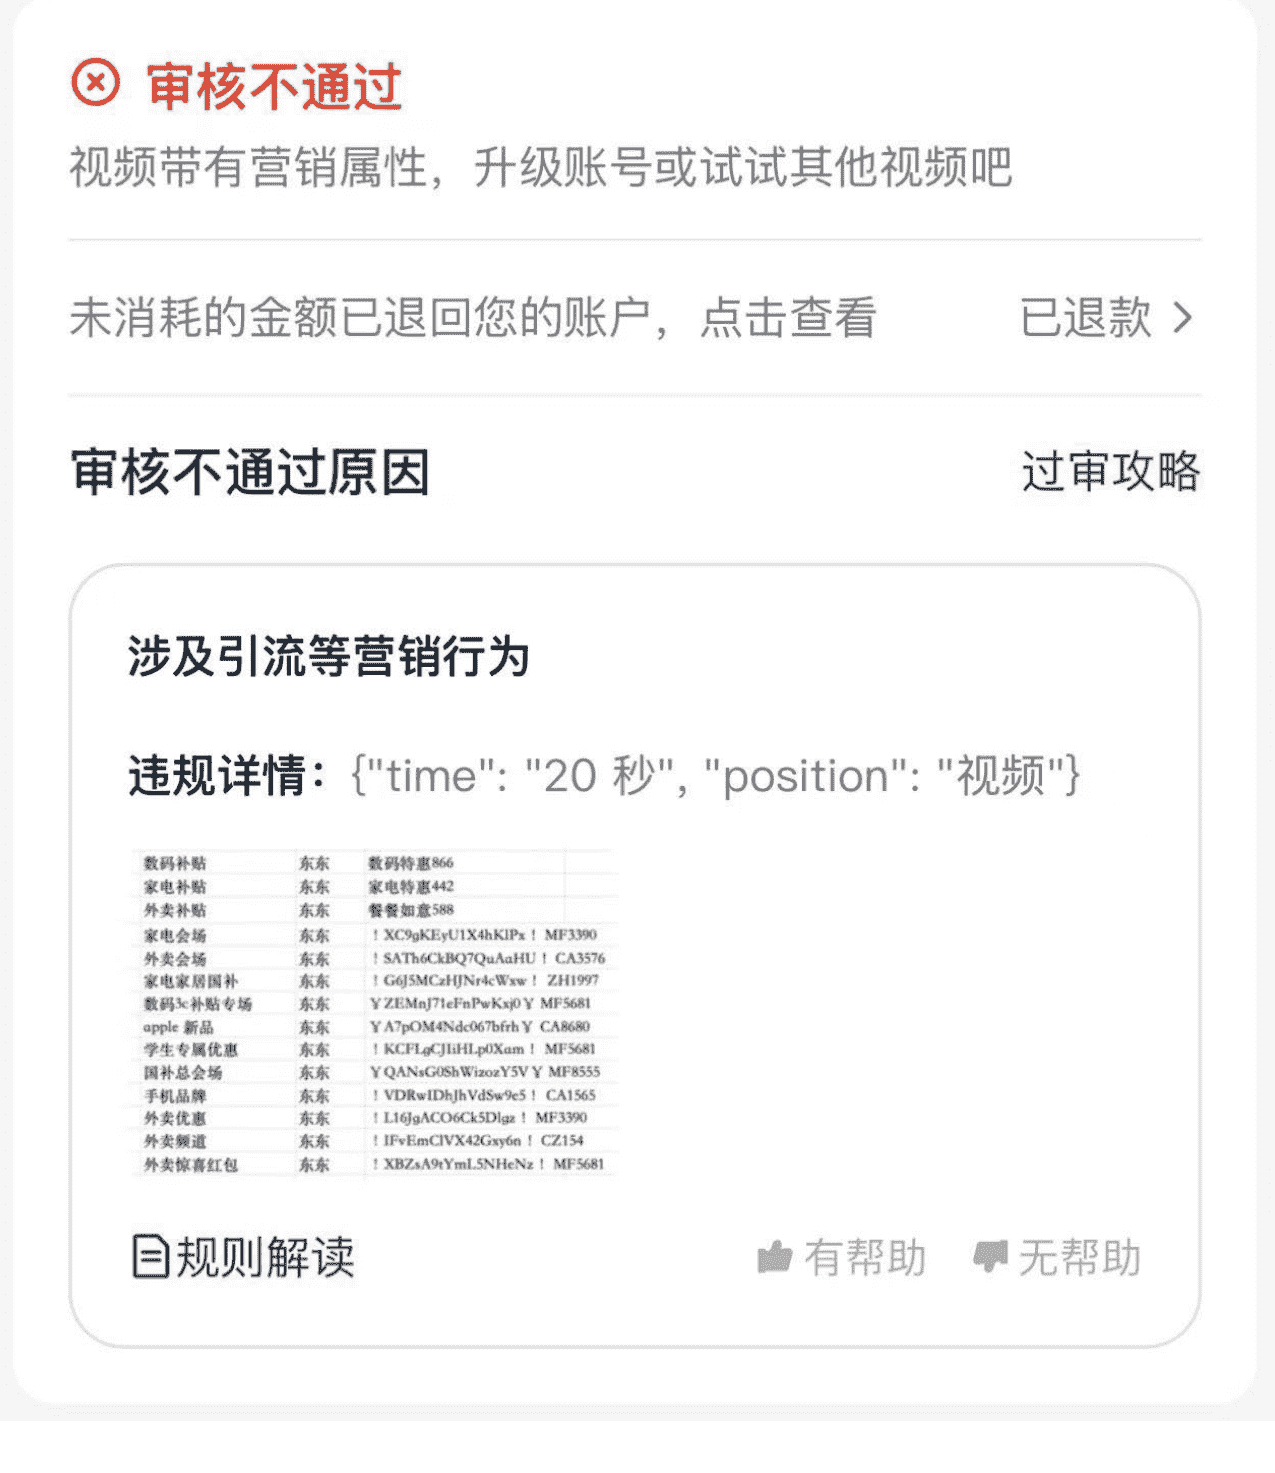 审核不通过
视频带有营销属性，升级账号或试试其他视频吧
未消耗的金额已退回您的账户，点击查看 已退款
审核不通过原因 过审攻略
涉及引流等营销行为
违规详情：{"time": "20 秒", "position": "视频"}
数码补贴 东东 数码特惠866
家电补贴 东东 家电特惠442
外卖补贴 东东 餐餐如意588
家电会场 东东 ！XC9gKEyU1X4hKlPx！ MF3390
外卖会场 东东 ！SATh6CkBQ7QuAaHU！ CA3576
家电家居国补 东东 ！G6J5MCzHJNr4cWxw！ ZH1997
数码3c补贴专场 东东 ￥ZEMnJ71eFnPwKxj0￥ MF5681
apple 新品 东东 ￥A7pOM4Ndc067bfrh￥ CA8680
学生专属优惠 东东 ！KCFLgCJIiHLp0Xam！ MF5681
国补总会场 东东 ￥QANsG0ShWizozY5V￥ MF8555
手机品牌 东东 ！VDRwIDhJhVdSw9e5！ CA1565
外卖优惠 东东 ！L16JgACO6Ck5Dlgz！ MF3390
外卖频道 东东 ！IFvEmClVX42Gxy6n！ CZ154
外卖惊喜红包 东东 ！XBZsA9tYmL5NHeNz！ MF5681
规则解读 有帮助 无帮助